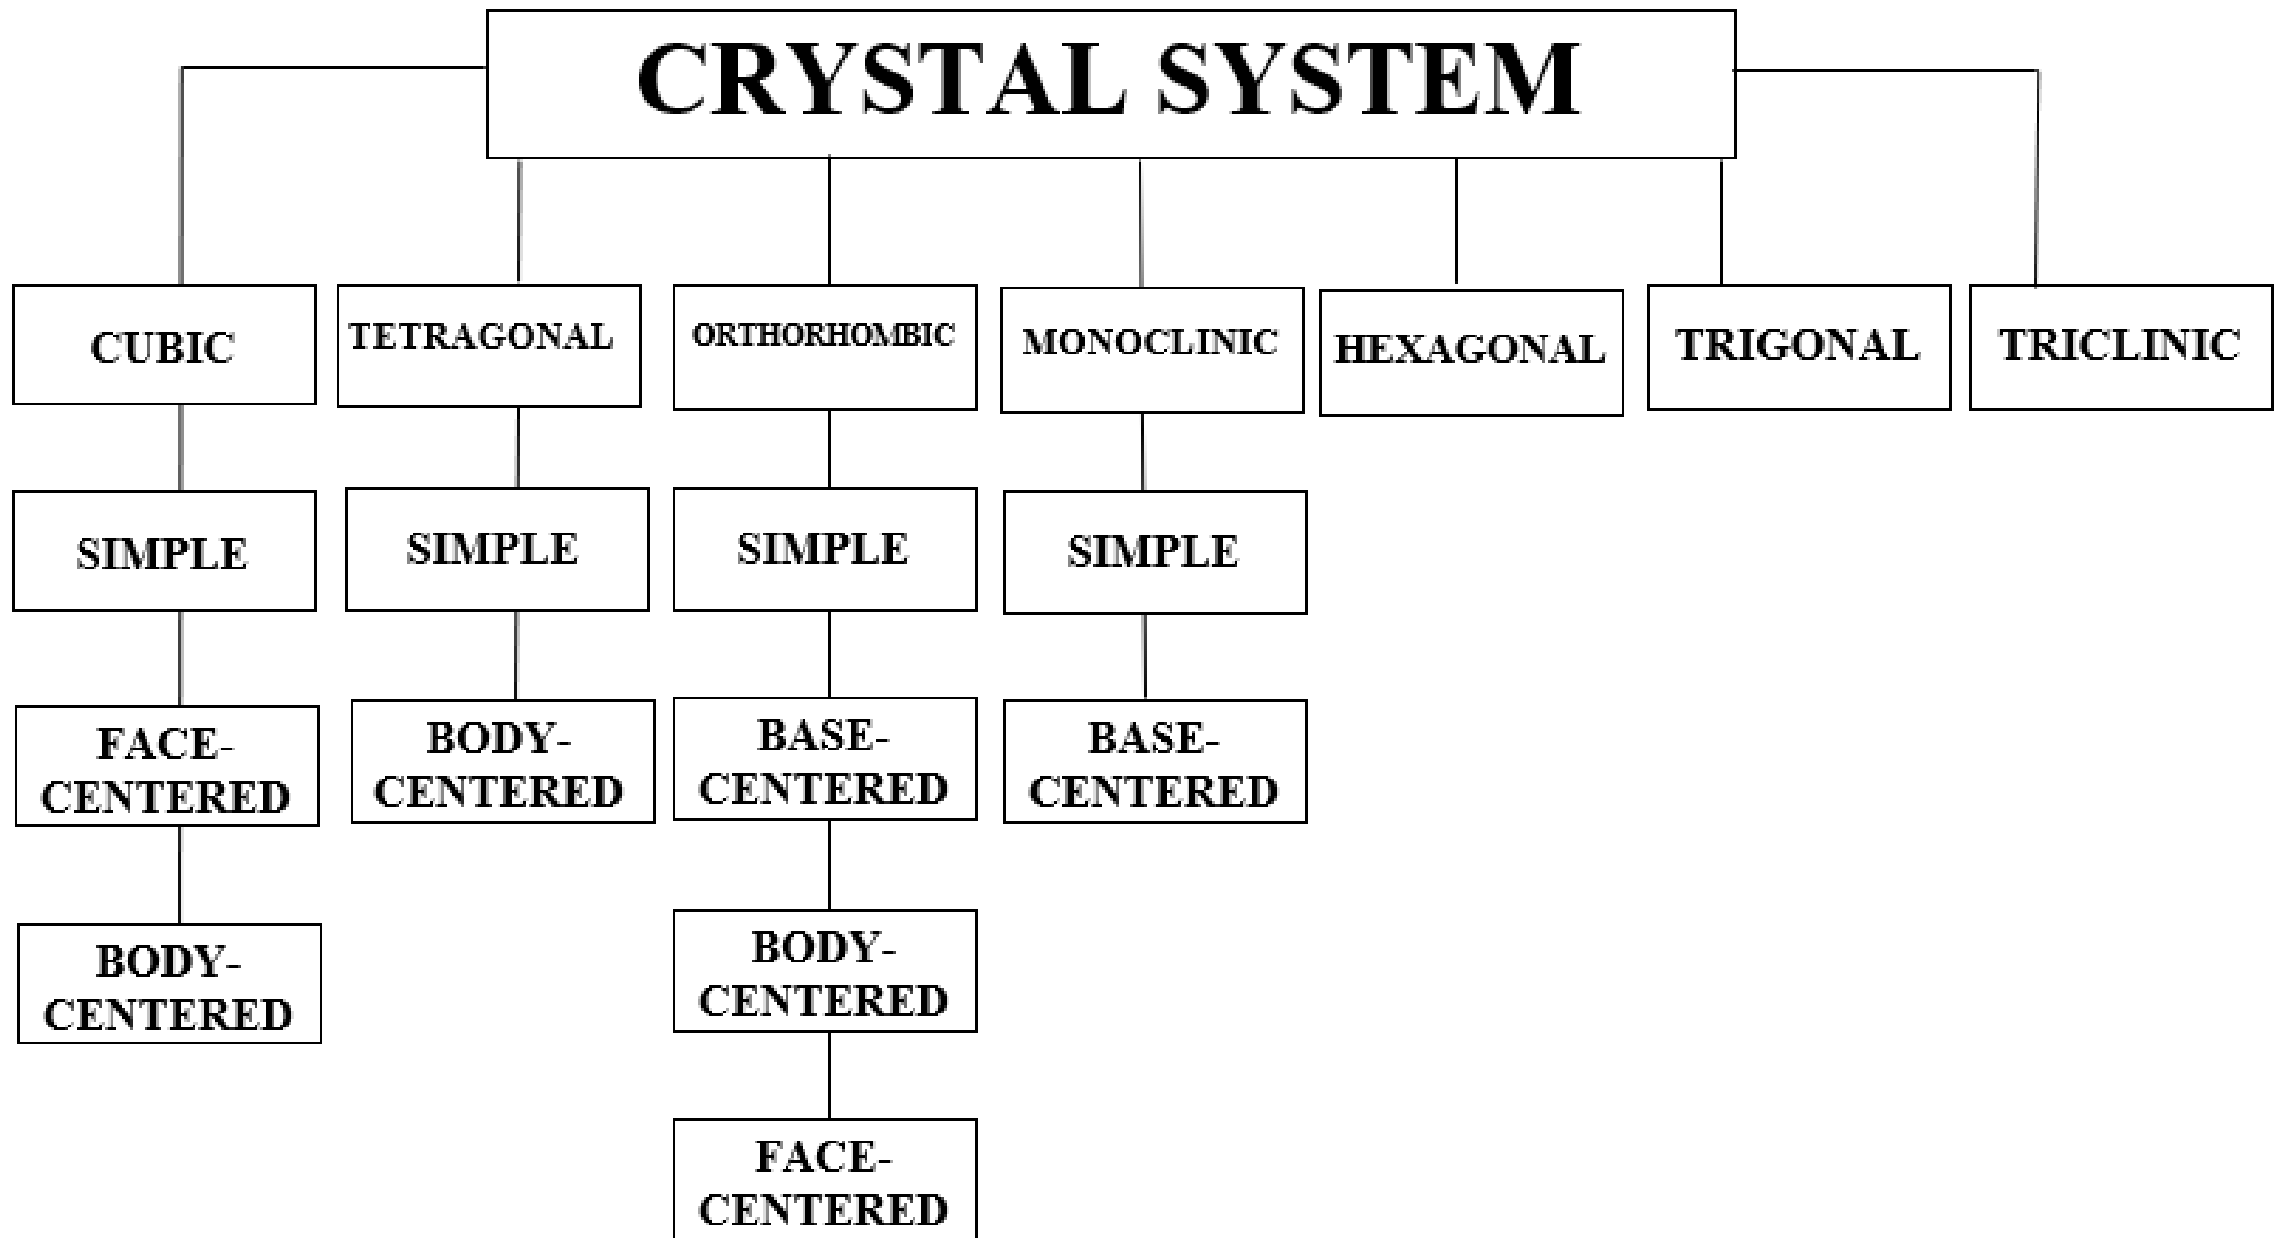 CRYSTAL SYSTEM
CUBIC
TETRAGONAL
ORTHORHOMBIC
MONOCLINIC
HEXAGONAL
TRIGONAL
TRICLINIC
SIMPLE
SIMPLE
SIMPLE
SIMPLE
FACE-
CENTERED
BODY-
CENTERED
BASE-
CENTERED
BASE-
CENTERED
BODY-
CENTERED
BODY-
CENTERED
FACE-
CENTERED